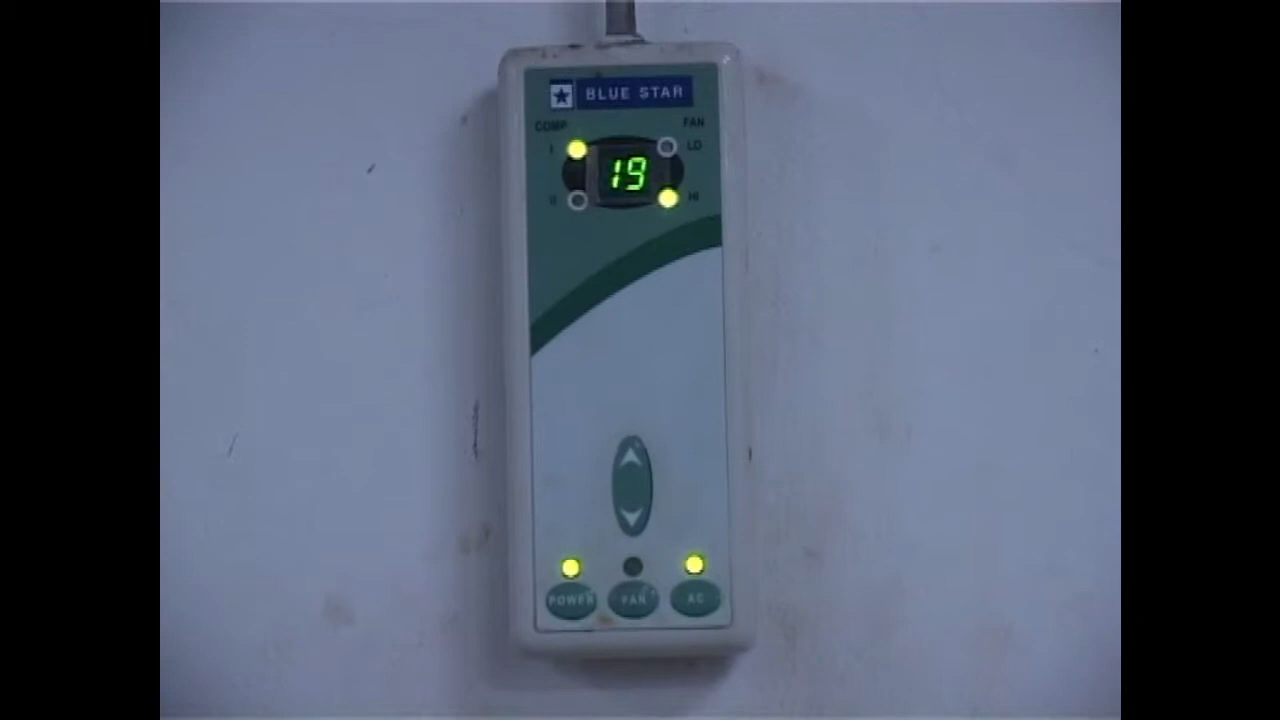 BLUE STAR
COMP FAN
I 19 LO
II HI
POWER FAN AC